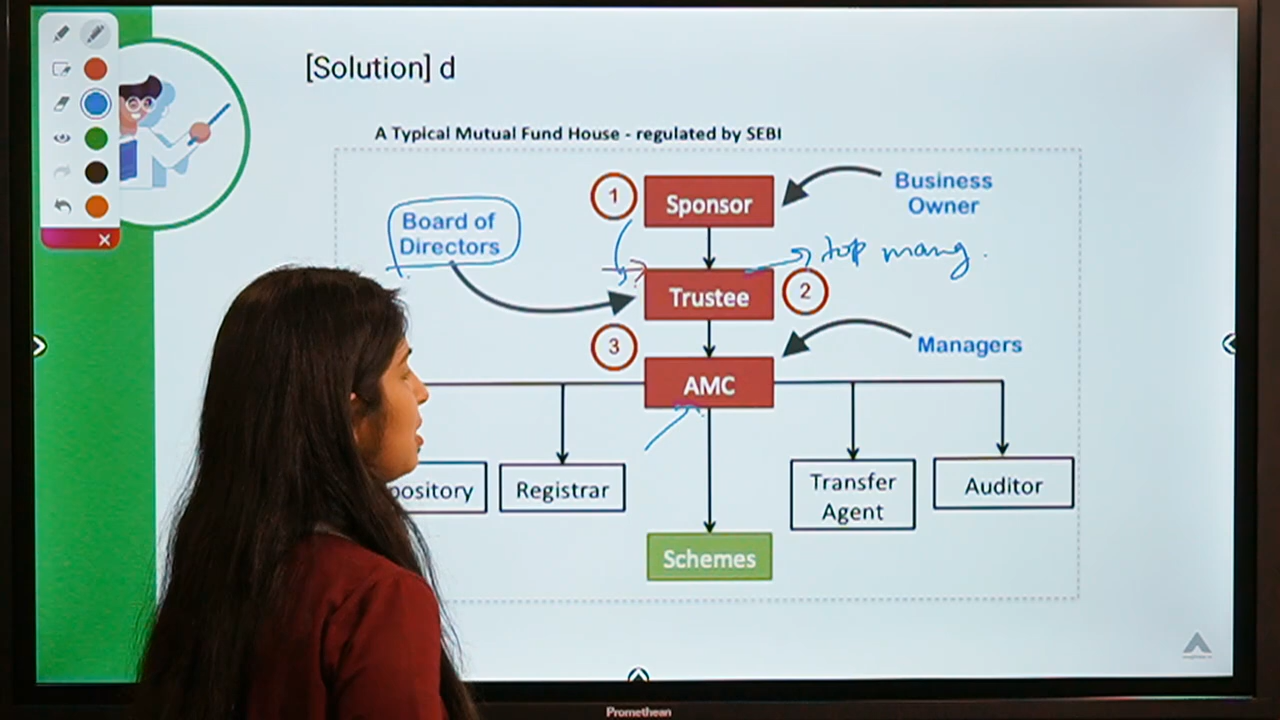 [Solution] d
A Typical Mutual Fund House - regulated by SEBI
1
Sponsor
Business
Owner
Board of
Directors
top mang.
Trustee
2
3
Managers
AMC
pository
Registrar
Transfer
Agent
Auditor
Schemes
Promethean